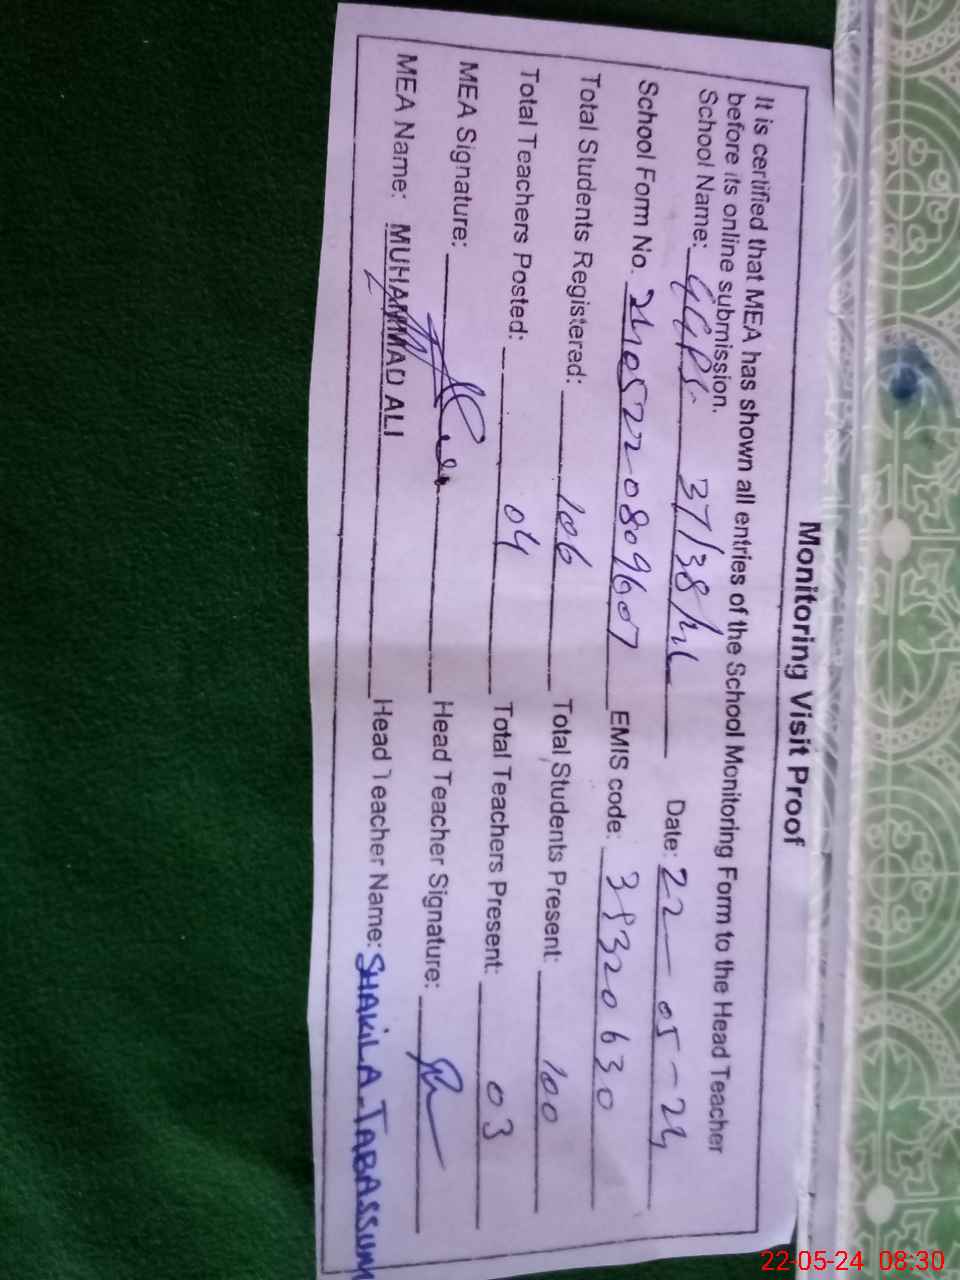 Monitoring Visit Proof
It is certified that MEA has shown all entries of the School Monitoring Form to the Head Teacher
before its online submission.
School Name: GGPS 37/38/ML Date: 22-05-24
School Form No. 240522-0809607 EMIS code: 38320630
Total Students Registered: 106 Total Students Present: 100
Total Teachers Posted: 04 Total Teachers Present: 03
MEA Signature: Head Teacher Signature:
MEA Name: MUHAMMAD ALI Head Teacher Name: SHAKILA TABASSUM
22-05-24 08:30